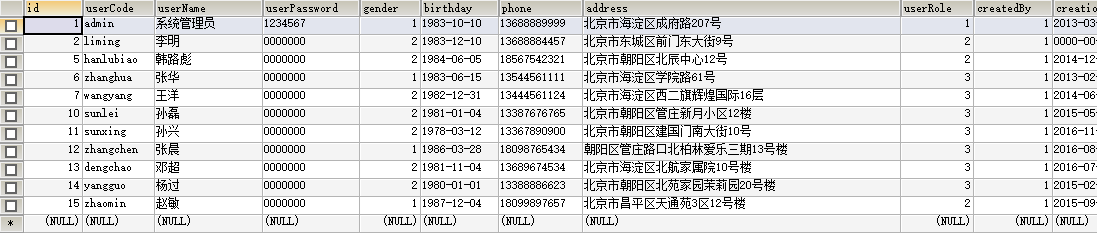 id userCode userName userPassword gender birthday phone address userRole createdBy creatio
1 admin 系统管理员 1234567 1 1983-10-10 13688889999 北京市海淀区成府路207号 1 1 2013-03-
2 liming 李明 0000000 2 1983-12-10 13688884457 北京市东城区前门东大街9号 2 1 0000-00-
5 hanlubiao 韩路彪 0000000 2 1984-06-05 18567542321 北京市朝阳区北辰中心12号 2 1 2014-12-
6 zhanghua 张华 0000000 1 1983-06-15 13544561111 北京市海淀区学院路61号 3 1 2013-02-
7 wangyang 王洋 0000000 2 1982-12-31 13444561124 北京市海淀区西二旗辉煌国际16层 3 1 2014-06-
10 sunlei 孙磊 0000000 2 1981-01-04 13387676765 北京市朝阳区管庄新月小区12楼 3 1 2015-05-
11 sunxing 孙兴 0000000 2 1978-03-12 13367890900 北京市朝阳区建国门南大街10号 3 1 2016-11-
12 zhangchen 张晨 0000000 1 1986-03-28 18098765434 朝阳区管庄路口北柏林爱乐三期13号楼 3 1 2016-08-
13 dengchao 邓超 0000000 2 1981-11-04 13689674534 北京市海淀区北航家属院10号楼 3 1 2016-07-
14 yangguo 杨过 0000000 2 1980-01-01 13388886623 北京市朝阳区北苑家园茉莉园20号楼 3 1 2015-02-
15 zhaomin 赵敏 0000000 1 1987-12-04 18099897657 北京市昌平区天通苑3区12号楼 2 1 2015-09-
* (NULL) (NULL) (NULL) (NULL) (NULL) (NULL) (NULL) (NULL) (NULL) (NULL) (NULL)